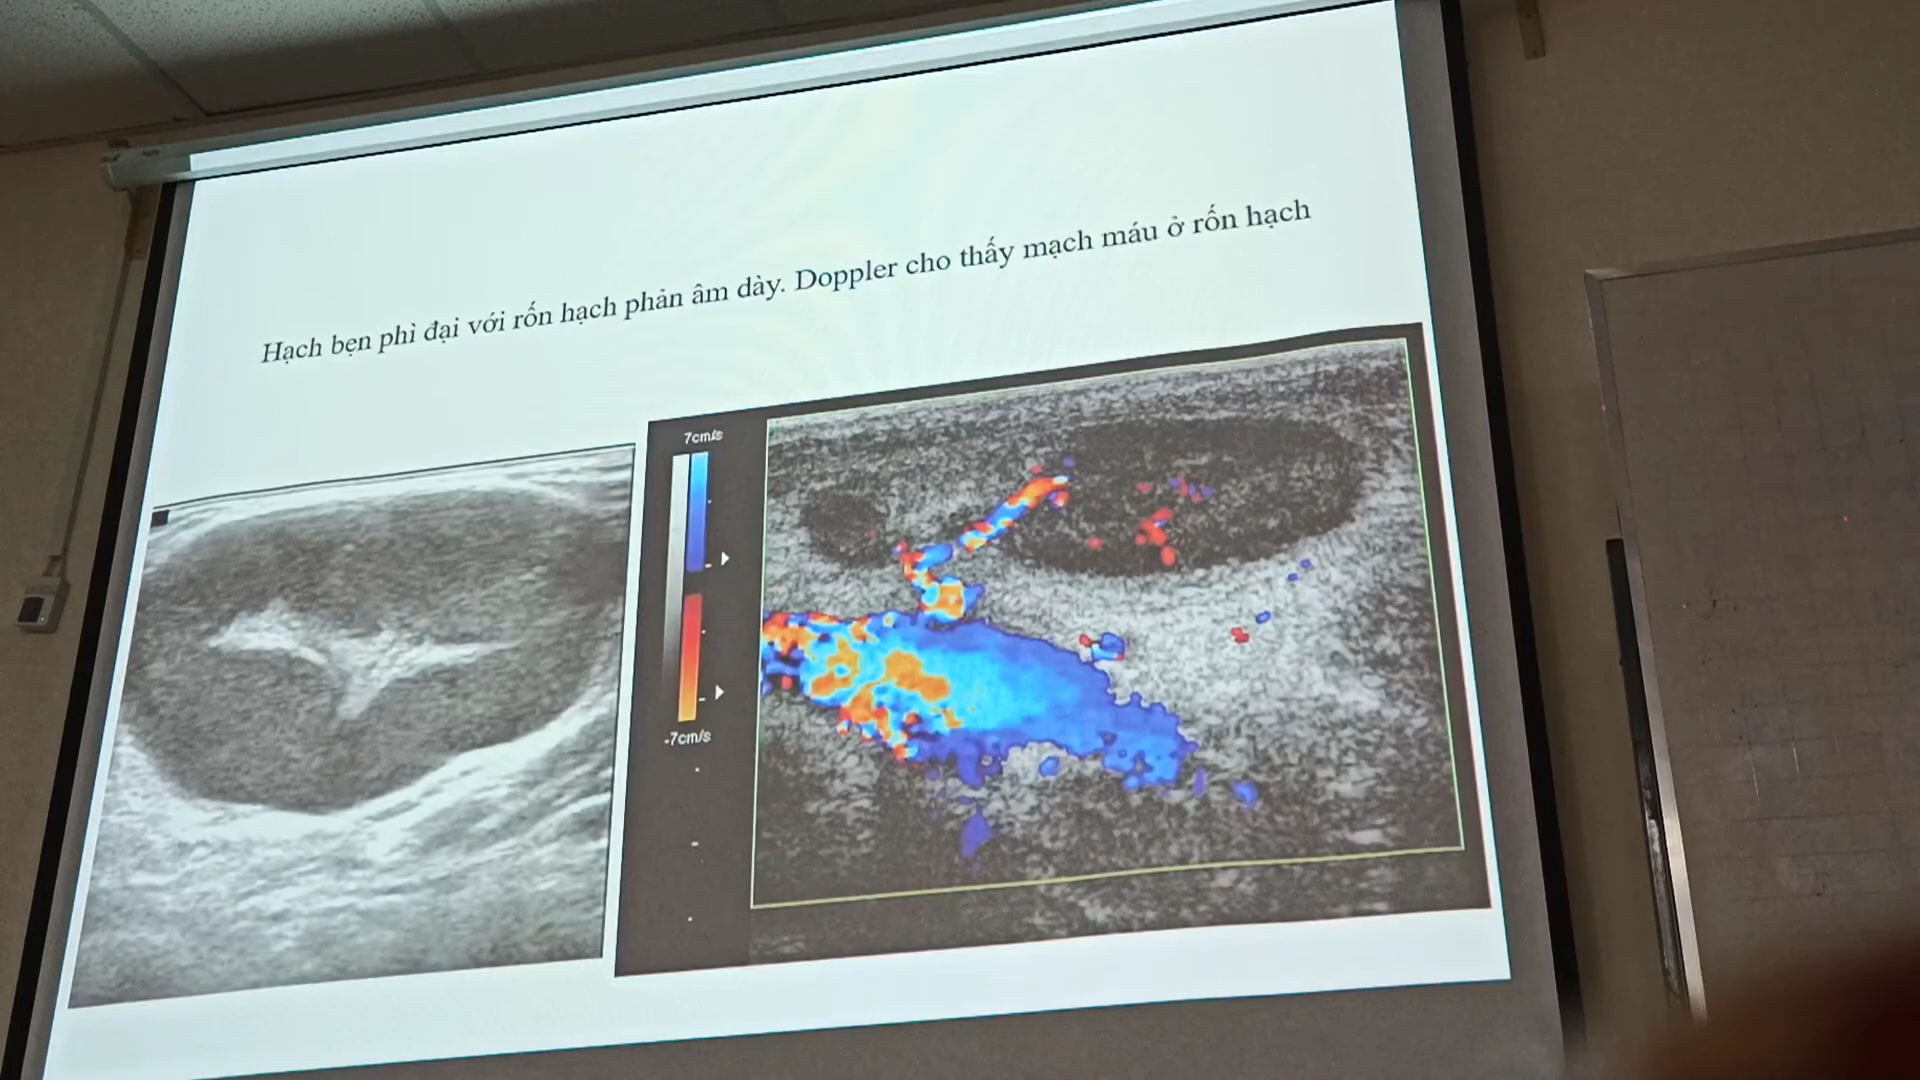 Hạch bẹn phì đại với rốn hạch phản âm dày. Doppler cho thấy mạch máu ở rốn hạch
7cm/s
-7cm/s